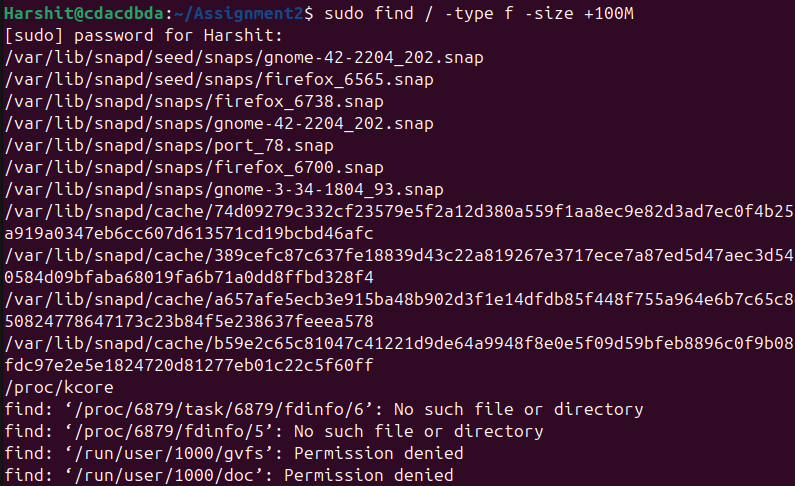 Harshit@cdacdbda:~/Assignment2$ sudo find / -type f -size +100M
[sudo] password for Harshit:
/var/lib/snapd/seed/snaps/gnome-42-2204_202.snap
/var/lib/snapd/seed/snaps/firefox_6565.snap
/var/lib/snapd/snaps/firefox_6738.snap
/var/lib/snapd/snaps/gnome-42-2204_202.snap
/var/lib/snapd/snaps/port_78.snap
/var/lib/snapd/snaps/firefox_6700.snap
/var/lib/snapd/snaps/gnome-3-34-1804_93.snap
/var/lib/snapd/cache/74d09279c332cf23579e5f2a12d380a559f1aa8ec9e82d3ad7ec0f4b25
a919a0347eb6cc607d613571cd19bcbd46afc
/var/lib/snapd/cache/389cefc87c637fe18839d43c22a819267e3717ece7a87ed5d47aec3d54
0584d09bfaba68019fa6b71a0dd8ffbd328f4
/var/lib/snapd/cache/a657afe5ecb3e915ba48b902d3f1e14dfdb85f448f755a964e6b7c65c8
50824778647173c23b84f5e238637feeea578
/var/lib/snapd/cache/b59e2c65c81047c41221d9de64a9948f8e0e5f09d59bfeb8896c0f9b08
fdc97e2e5e1824720d81277eb01c22c5f60ff
/proc/kcore
find: ‘/proc/6879/task/6879/fdinfo/6’: No such file or directory
find: ‘/proc/6879/fdinfo/5’: No such file or directory
find: ‘/run/user/1000/gvfs’: Permission denied
find: ‘/run/user/1000/doc’: Permission denied